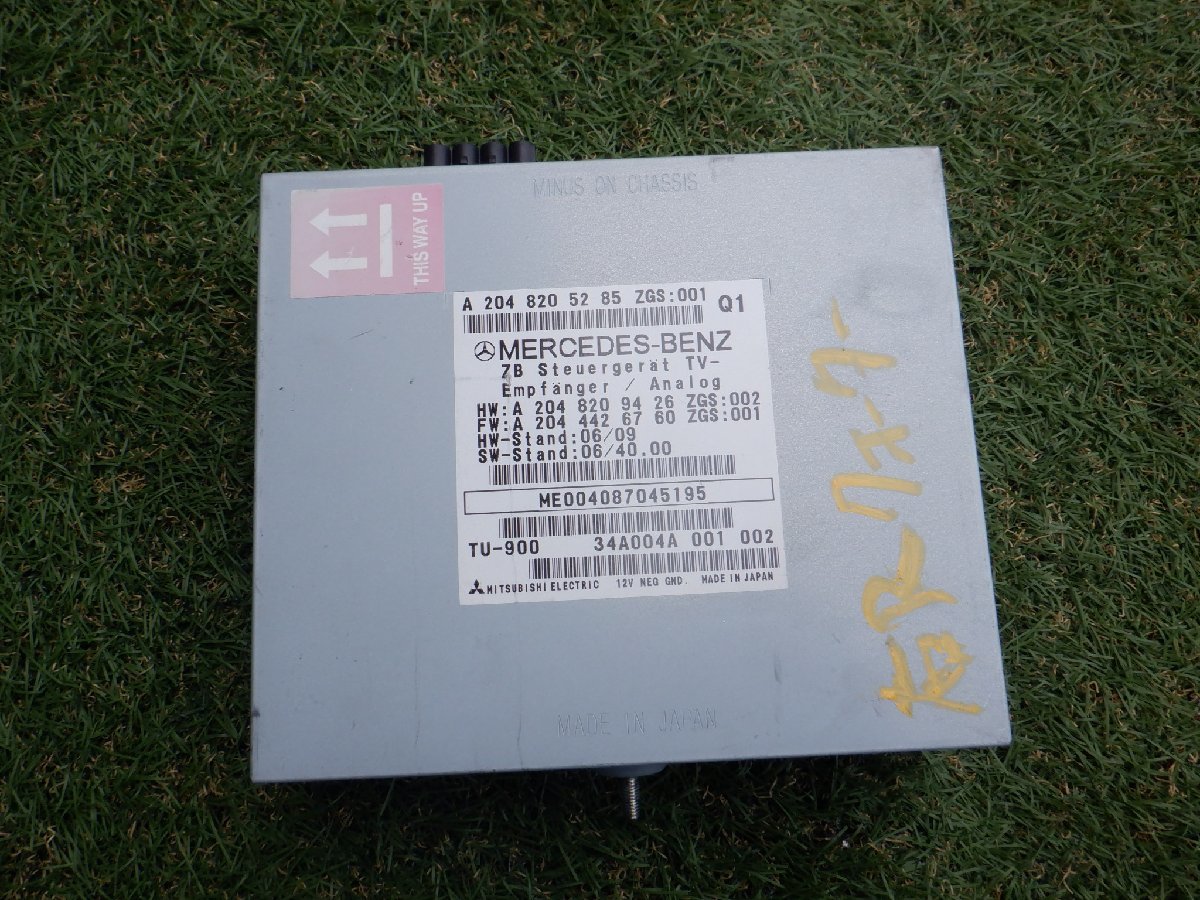 MINUS ON CHASSIS
THIS WAY UP
A 204 820 52 85 ZGS:001
Q1
MERCEDES-BENZ
ZB Steuergerät TV-
Empfänger / Analog
HW:A 204 820 94 26 ZGS:002
FW:A 204 442 67 60 ZGS:001
HW-Stand:06/09
SW-Stand:06/40.00
ME004087045195
TU-900 34A004A 001 002
MITSUBISHI ELECTRIC 12V NEG GND. MADE IN JAPAN
MADE IN JAPAN